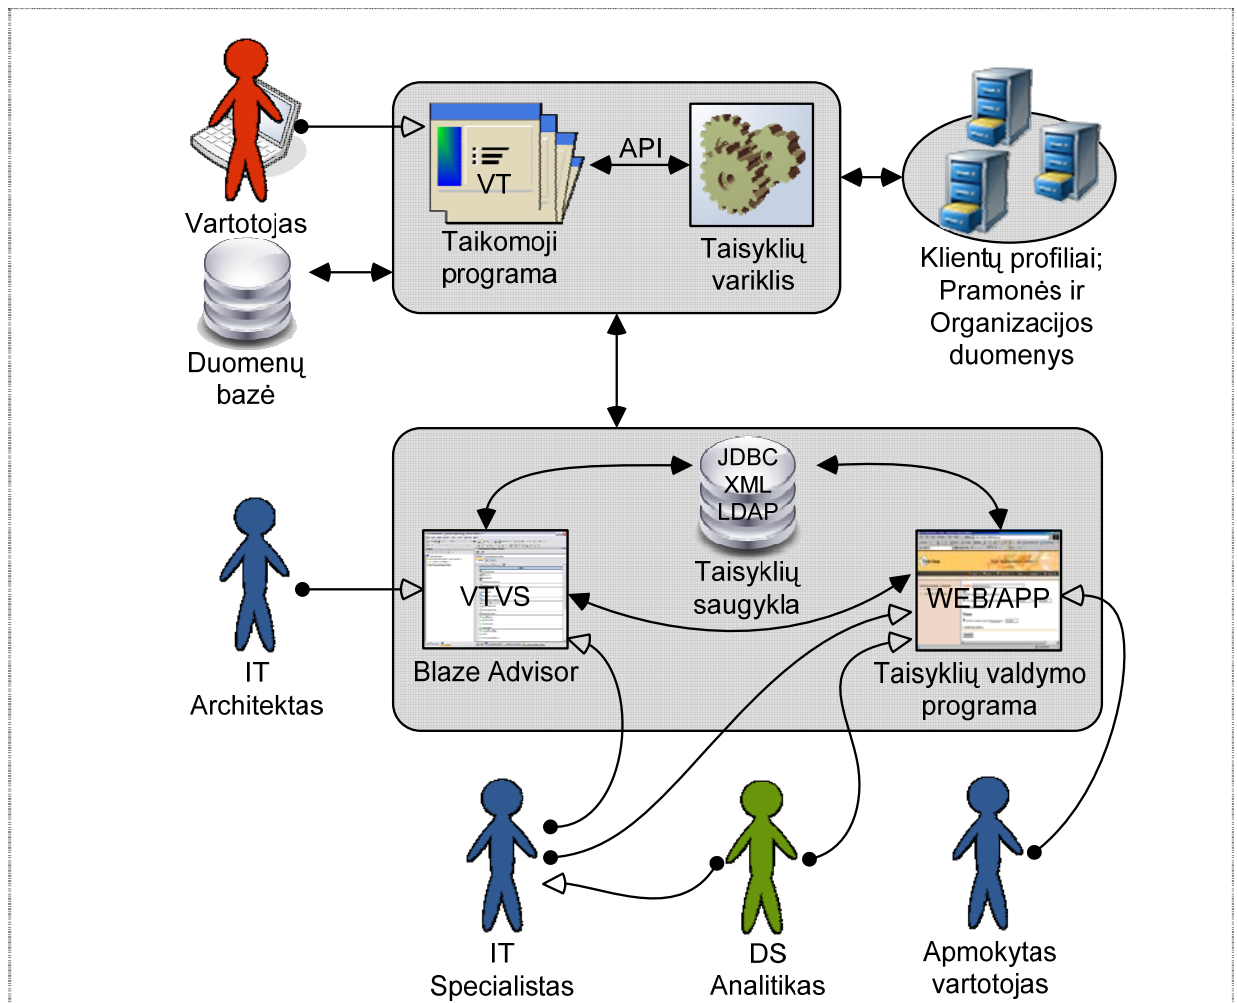 Vartotojas
VT
API
Taikomoji
programa
Taisyklių
variklis
Klientų profiliai;
Pramonės ir
Organizacijos
duomenys
Duomenų
bazė
JDBC
XML
LDAP
Taisyklių
saugykla
VTVS
Blaze Advisor
WEB/APP
Taisyklių valdymo
programa
IT
Architektas
IT
Specialistas
DS
Analitikas
Apmokytas
vartotojas